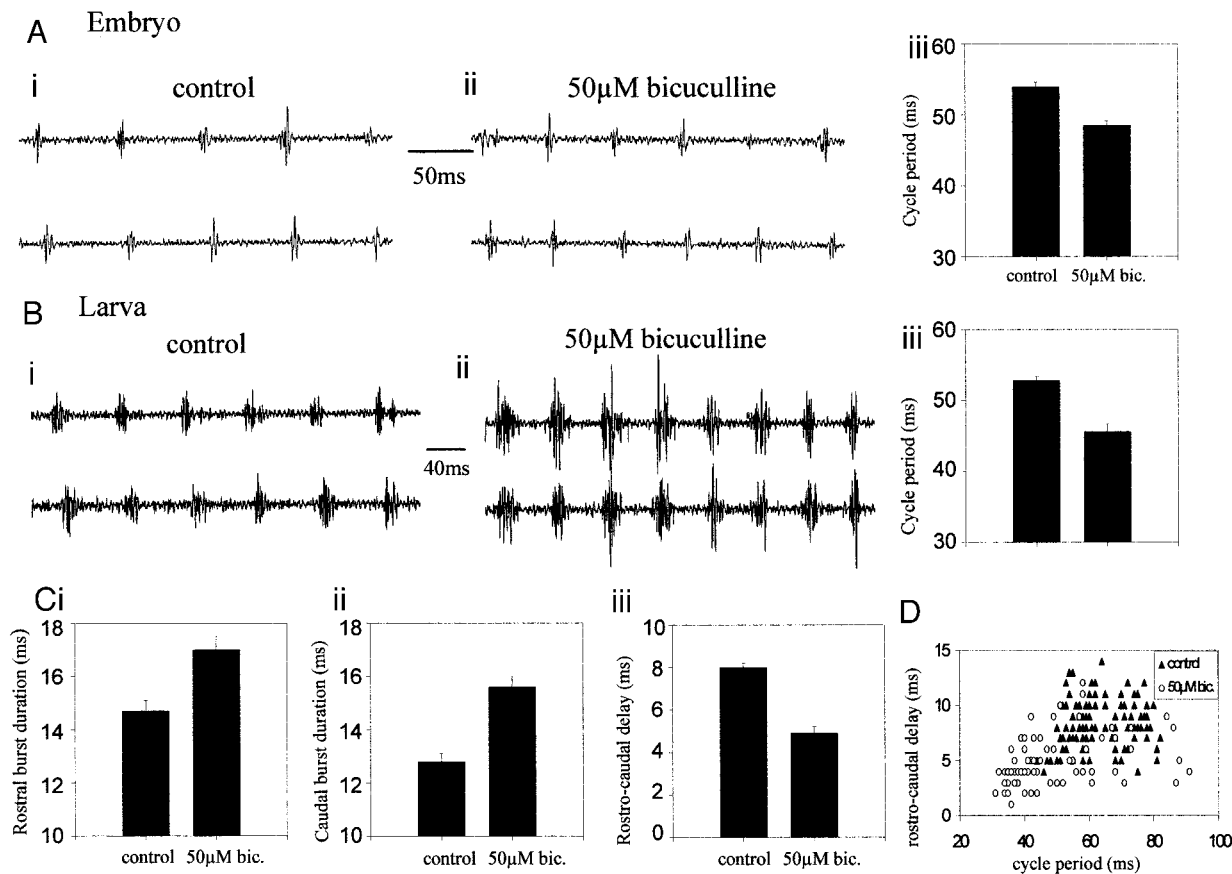 A Embryo
i control
ii 50µM bicuculline
50ms
iii
60
50
40
30
Cycle period (ms)
control 50µM bic.
B Larva
i control
ii 50µM bicuculline
40ms
iii
60
50
40
30
Cycle period (ms)
Ci
18
16
14
12
10
Rostral burst duration (ms)
control 50µM bic.
ii
18
16
14
12
10
Caudal burst duration (ms)
control 50µM bic.
iii
10
8
6
4
2
0
Rostro-caudal delay (ms)
control 50µM bic.
D
15
10
5
0
rostro-caudal delay (ms)
control
50µM bic.
20 40 60 80 100
cycle period (ms)